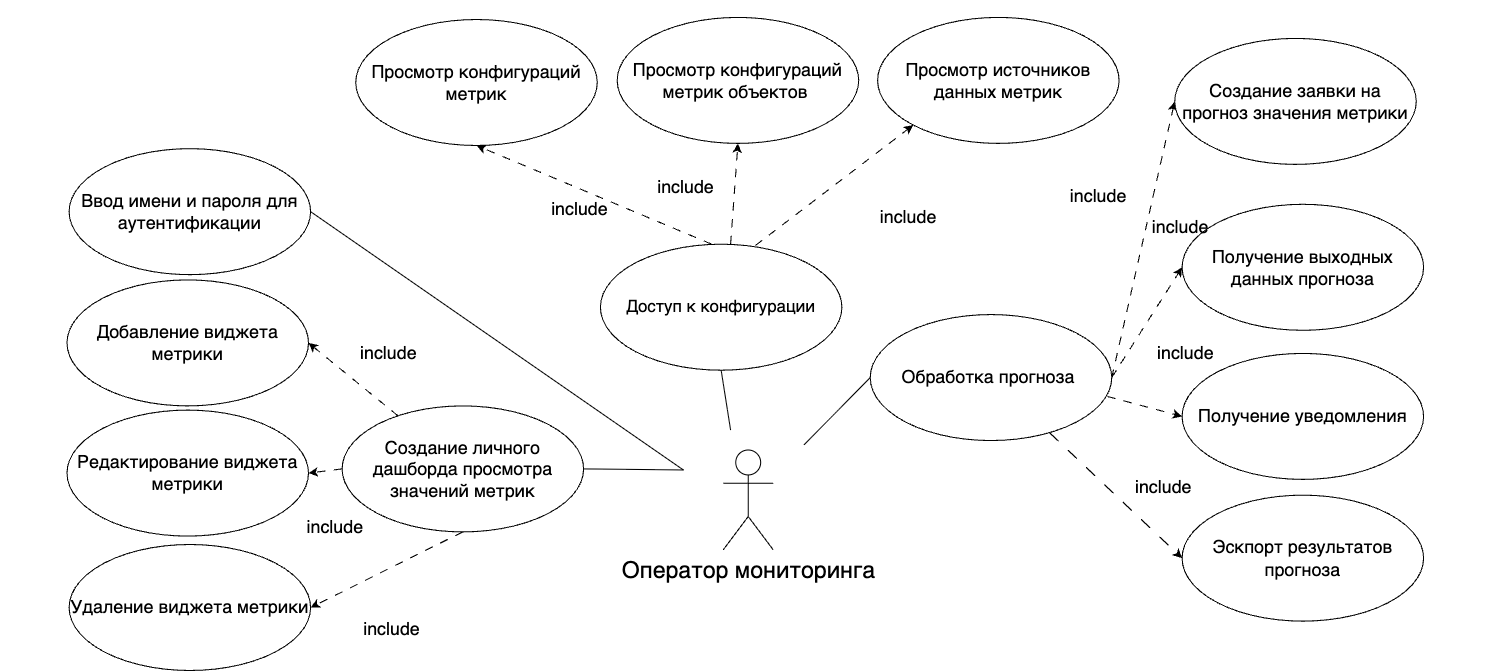 Просмотр конфигураций
метрик
Просмотр конфигураций
метрик объектов
Просмотр источников
данных метрик
Создание заявки на
прогноз значения метрики
include
include
include
include
include
Ввод имени и пароля для
аутентификации
Доступ к конфигурации
Получение выходных
данных прогноза
Добавление виджета
метрики
include
include
Обработка прогноза
Получение уведомления
Создание личного
дашборда просмотра
значений метрик
Редактирование виджета
метрики
include
include
Оператор мониторинга
Эскпорт результатов
прогноза
Удаление виджета метрики
include